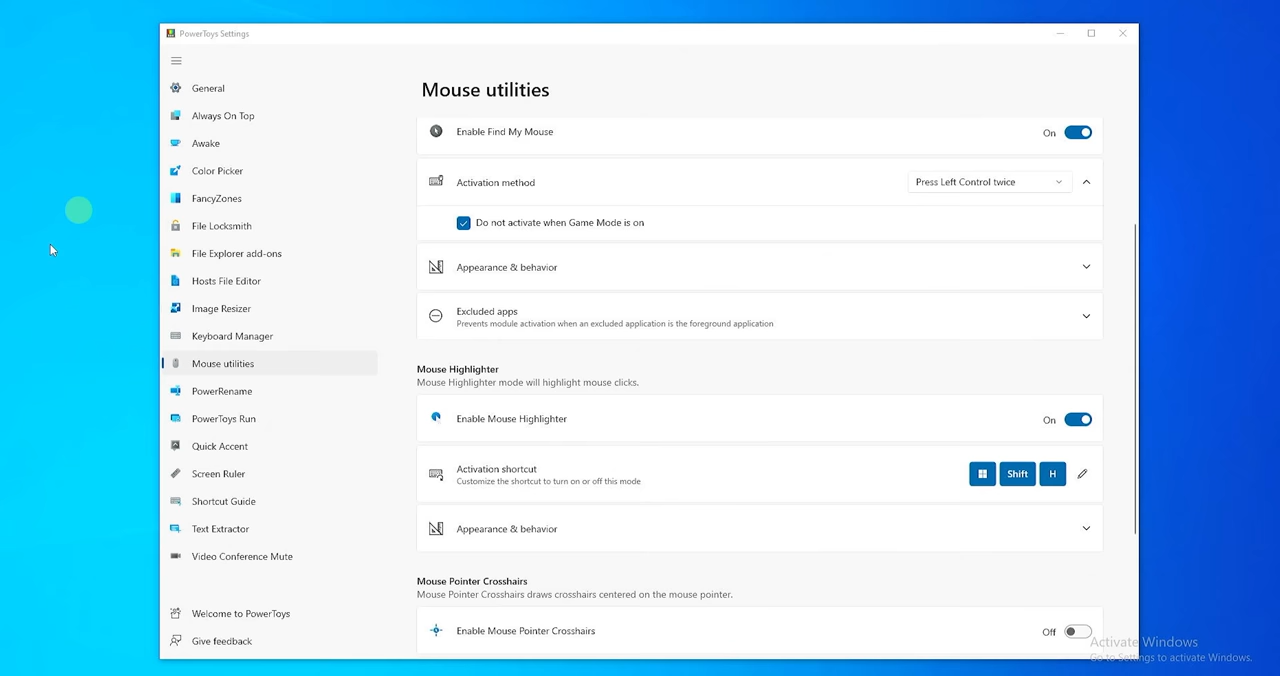 PowerToys Settings
General
Always On Top
Awake
Color Picker
FancyZones
File Locksmith
File Explorer add-ons
Hosts File Editor
Image Resizer
Keyboard Manager
Mouse utilities
PowerRename
PowerToys Run
Quick Accent
Screen Ruler
Shortcut Guide
Text Extractor
Video Conference Mute
Welcome to PowerToys
Give feedback
Mouse utilities
Enable Find My Mouse On
Activation method Press Left Control twice
Do not activate when Game Mode is on
Appearance & behavior
Excluded apps
Prevents module activation when an excluded application is the foreground application
Mouse Highlighter
Mouse Highlighter mode will highlight mouse clicks.
Enable Mouse Highlighter On
Activation shortcut
Customize the shortcut to turn on or off this mode
Shift H
Appearance & behavior
Mouse Pointer Crosshairs
Mouse Pointer Crosshairs draws crosshairs centered on the mouse pointer.
Enable Mouse Pointer Crosshairs Off
Activate Windows
Go to Settings to activate Windows.